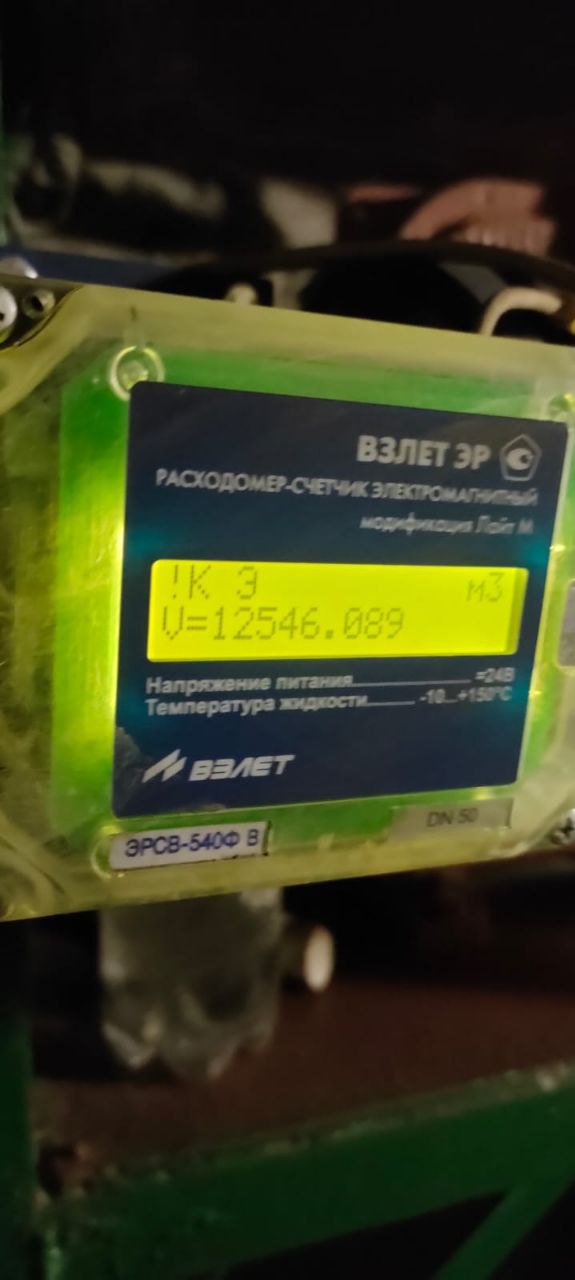 ВЗЛЕТ ЭР
РАСХОДОМЕР-СЧЕТЧИК ЭЛЕКТРОМАГНИТНЫЙ
модификация Лайт М
!К Э м3
V=12546.089
Напряжение питания =24В
Температура жидкости -10...+150°С
ВЗЛЕТ
ЭРСВ-540Ф В
DN 50